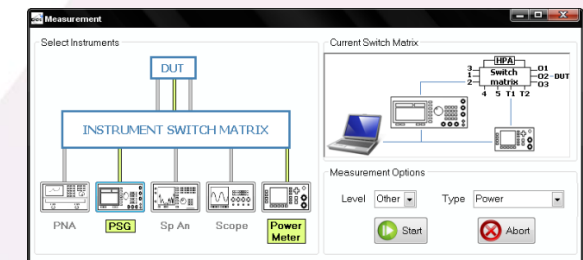 Measurement
Select Instruments
DUT
INSTRUMENT SWITCH MATRIX
PNA
PSG
Sp An
Scope
Power
Meter
Current Switch Matrix
HPA
3
1
2
Switch
matrix
O1
O2 DUT
O3
4 5 T1 T2
Measurement Options
Level Other Type Power
Start Abort